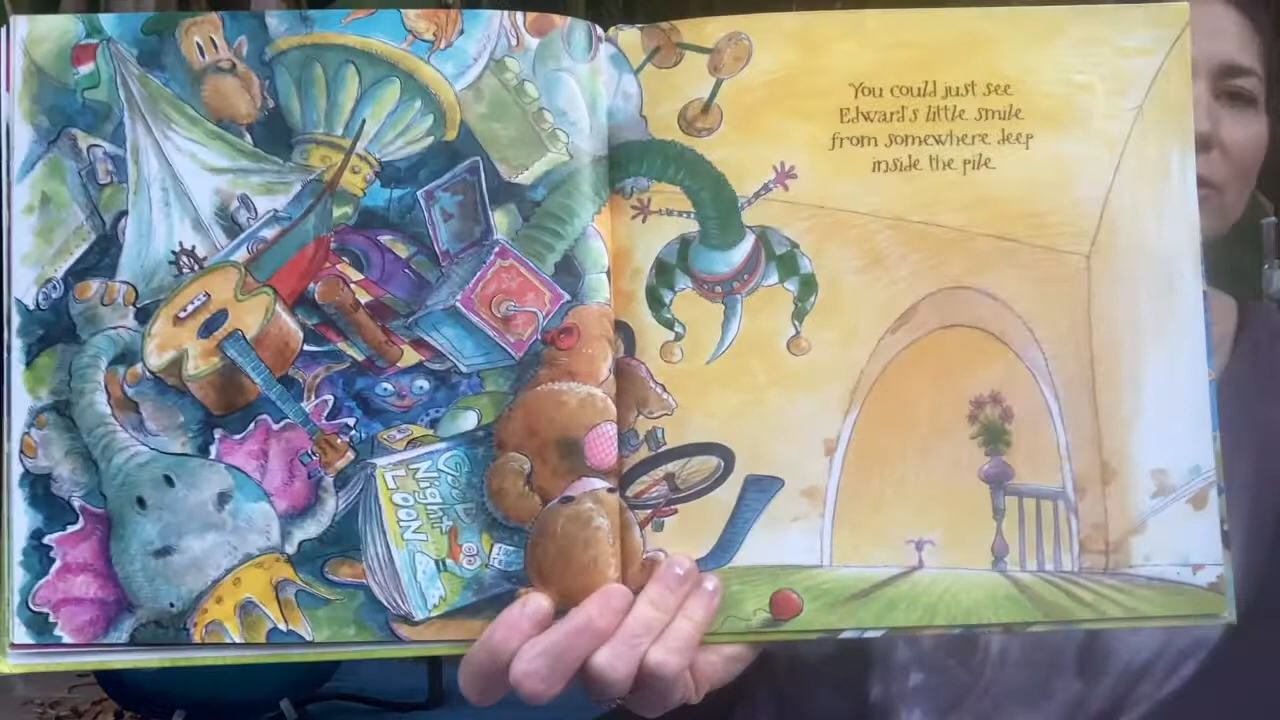 You could just see
Edward's little smile
from somewhere deep
inside the pile
GOOD
Night
LOON